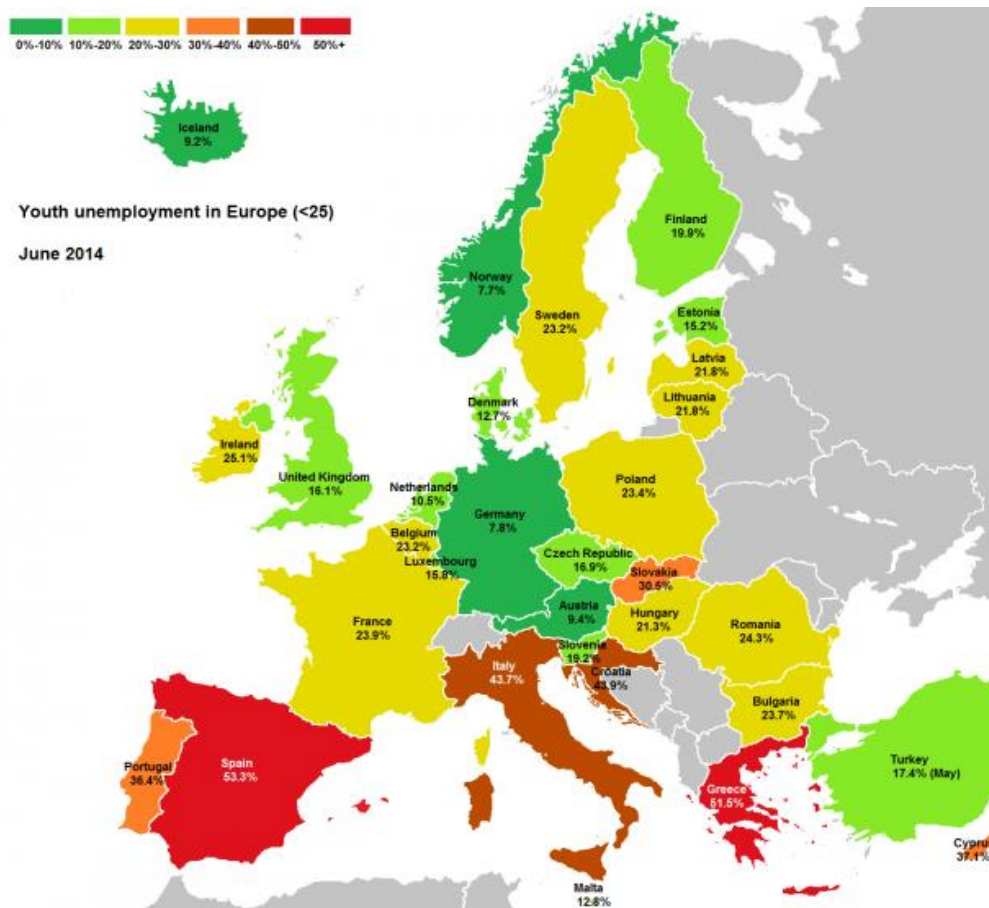 0%-10% 10%-20% 20%-30% 30%-40% 40%-50% 50%+
Iceland
9.2%
Youth unemployment in Europe (<25)
June 2014
Finland
19.9%
Norway
7.7%
Sweden
23.2%
Estonia
15.2%
Latvia
21.8%
Lithuania
21.8%
Denmark
12.7%
Ireland
25.1%
United Kingdom
16.1%
Netherlands
10.5%
Germany
7.8%
Poland
23.4%
Belgium
23.2%
Luxembourg
15.8%
Czech Republic
16.9%
Slovakia
30.5%
Austria
9.4%
Hungary
21.3%
France
23.9%
Romania
24.3%
Slovenia
19.2%
Italy
43.7%
Croatia
43.9%
Bulgaria
23.7%
Portugal
36.4%
Spain
53.3%
Greece
51.5%
Turkey
17.4% (May)
Cypru
37.1%
Malta
12.8%